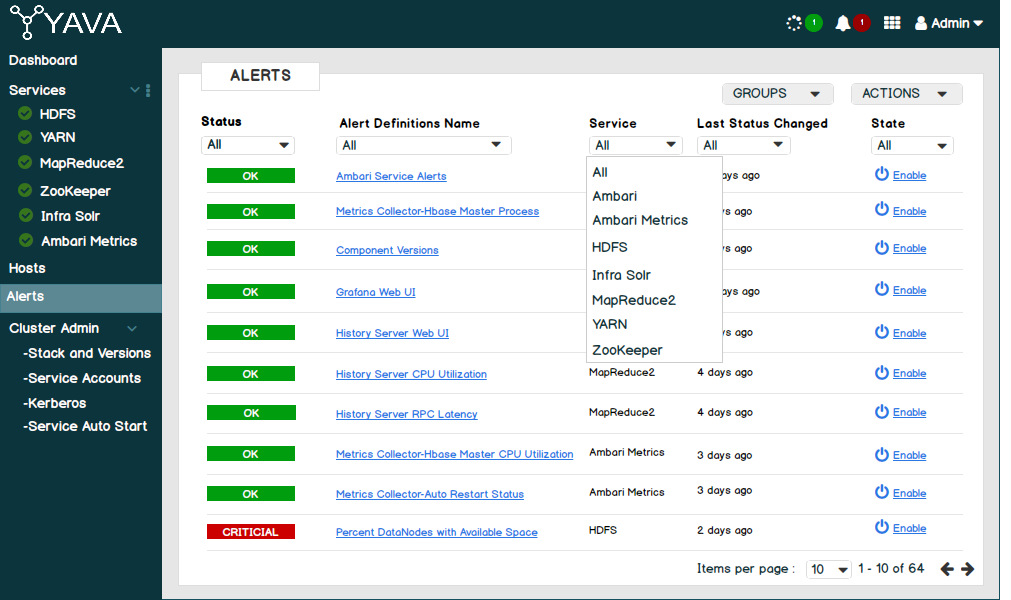 YAVA
1
1
Admin
Dashboard
Services
HDFS
YARN
MapReduce2
ZooKeeper
Infra Solr
Ambari Metrics
Hosts
Alerts
Cluster Admin
-Stack and Versions
-Service Accounts
-Kerberos
-Service Auto Start
ALERTS
GROUPS
ACTIONS
Status Alert Definitions Name Service Last Status Changed State
All All All All All
OK Ambari Service Alerts ays ago Enable
OK Metrics Collector-Hbase Master Process s ago Enable
OK Component Versions s ago Enable
OK Grafana Web UI ays ago Enable
OK History Server Web UI s ago Enable
All
Ambari
Ambari Metrics
HDFS
Infra Solr
MapReduce2
YARN
ZooKeeper
OK History Server CPU Utilization MapReduce2 4 days ago Enable
OK History Server RPC Latency MapReduce2 4 days ago Enable
OK Metrics Collector-Hbase Master CPU Utilization Ambari Metrics 3 days ago Enable
OK Metrics Collector-Auto Restart Status Ambari Metrics 3 days ago Enable
CRITICIAL Percent DataNodes with Available Space HDFS 2 days ago Enable
Items per page : 10 1 - 10 of 64